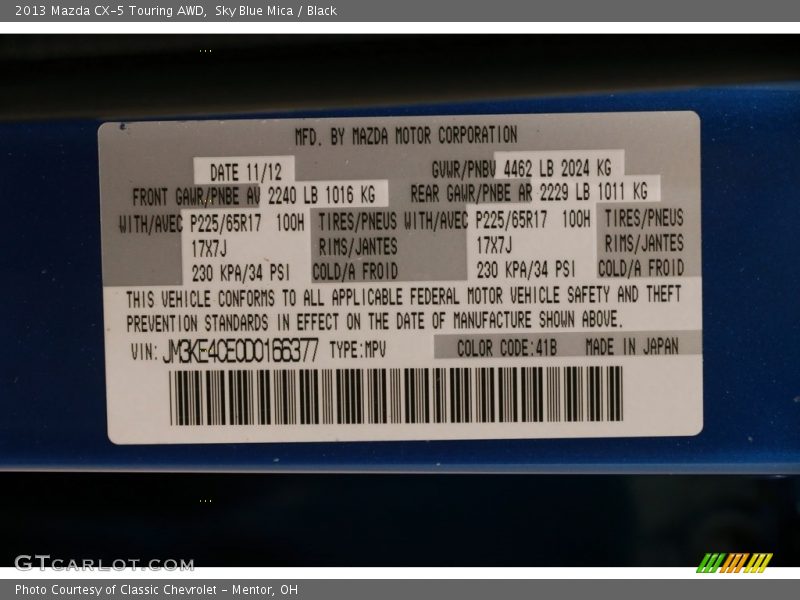 2013 Mazda CX-5 Touring AWD, Sky Blue Mica / Black
MFD. BY MAZDA MOTOR CORPORATION
DATE 11/12 GVWR/PNBV 4462 LB 2024 KG
FRONT GAWR/PNBE AV 2240 LB 1016 KG REAR GAWR/PNBE AR 2229 LB 1011 KG
WITH/AVEC P225/65R17 100H TIRES/PNEUS WITH/AVEC P225/65R17 100H TIRES/PNEUS
17X7J RIMS/JANTES 17X7J RIMS/JANTES
230 KPA/34 PSI COLD/A FROID 230 KPA/34 PSI COLD/A FROID
THIS VEHICLE CONFORMS TO ALL APPLICABLE FEDERAL MOTOR VEHICLE SAFETY AND THEFT
PREVENTION STANDARDS IN EFFECT ON THE DATE OF MANUFACTURE SHOWN ABOVE.
VIN: JM3KE4CE0D0166377 TYPE:MPV COLOR CODE:41B MADE IN JAPAN
GTCARLOT.COM
Photo Courtesy of Classic Chevrolet - Mentor, OH